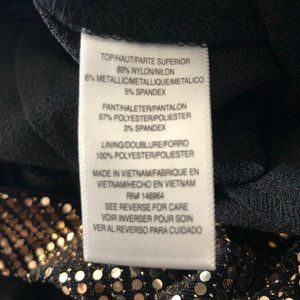 TOP/HAUT/PARTE SUPERIOR
89% NYLON/NILON
6% METALLIC/METALLIQUE/METALICO
5% SPANDEX
PANT/HALETER/PANTALON
97% POLYESTER/POLIESTER
3% SPANDEX
LINING/DOUBLURE/FORRO
100% POLYESTER/POLIESTER
MADE IN VIETNAM/FABRIQUE EN
VIETNAM/HECHO EN VIETNAM
RN# 146964
SEE REVERSE FOR CARE
VOIR INVERSER POUR SOIN
VER AL REVERSO PARA CUIDADO